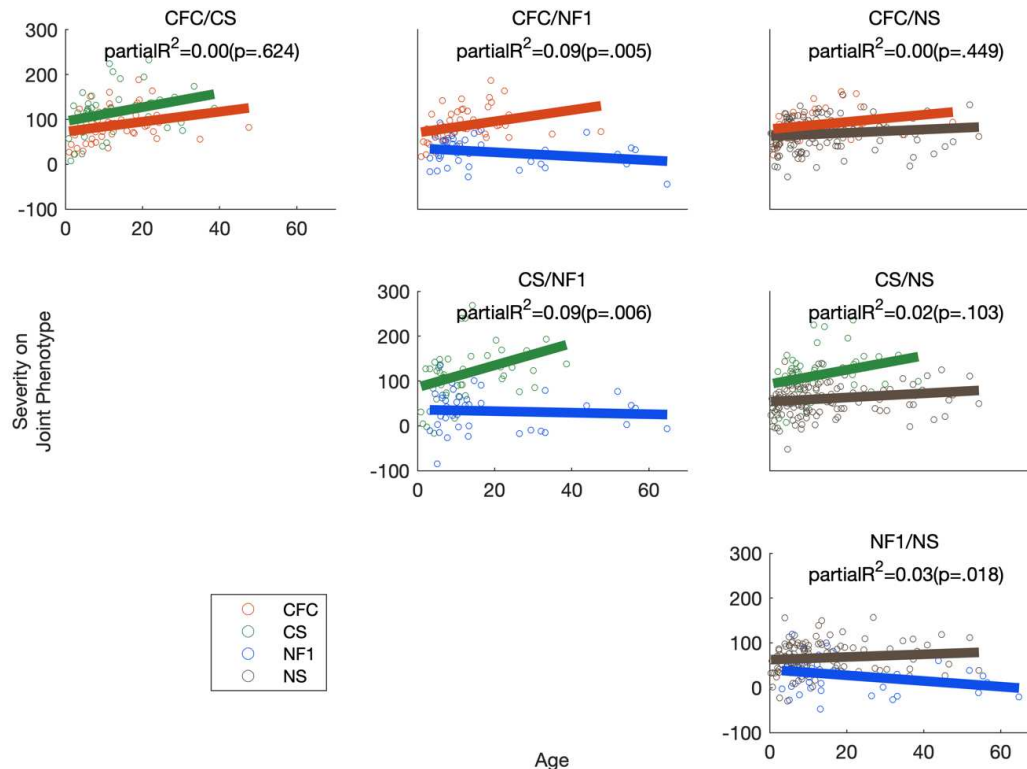 CFC/CS
partialR²=0.00(p=.624)
CFC/NF1
partialR²=0.09(p=.005)
CFC/NS
partialR²=0.00(p=.449)
300
200
100
0
-100
0
20
40
60
CS/NF1
partialR²=0.09(p=.006)
CS/NS
partialR²=0.02(p=.103)
300
200
100
0
-100
0
20
40
60
Severity on
Joint Phenotype
NF1/NS
partialR²=0.03(p=.018)
300
200
100
0
-100
0
20
40
60
CFC
CS
NF1
NS
Age